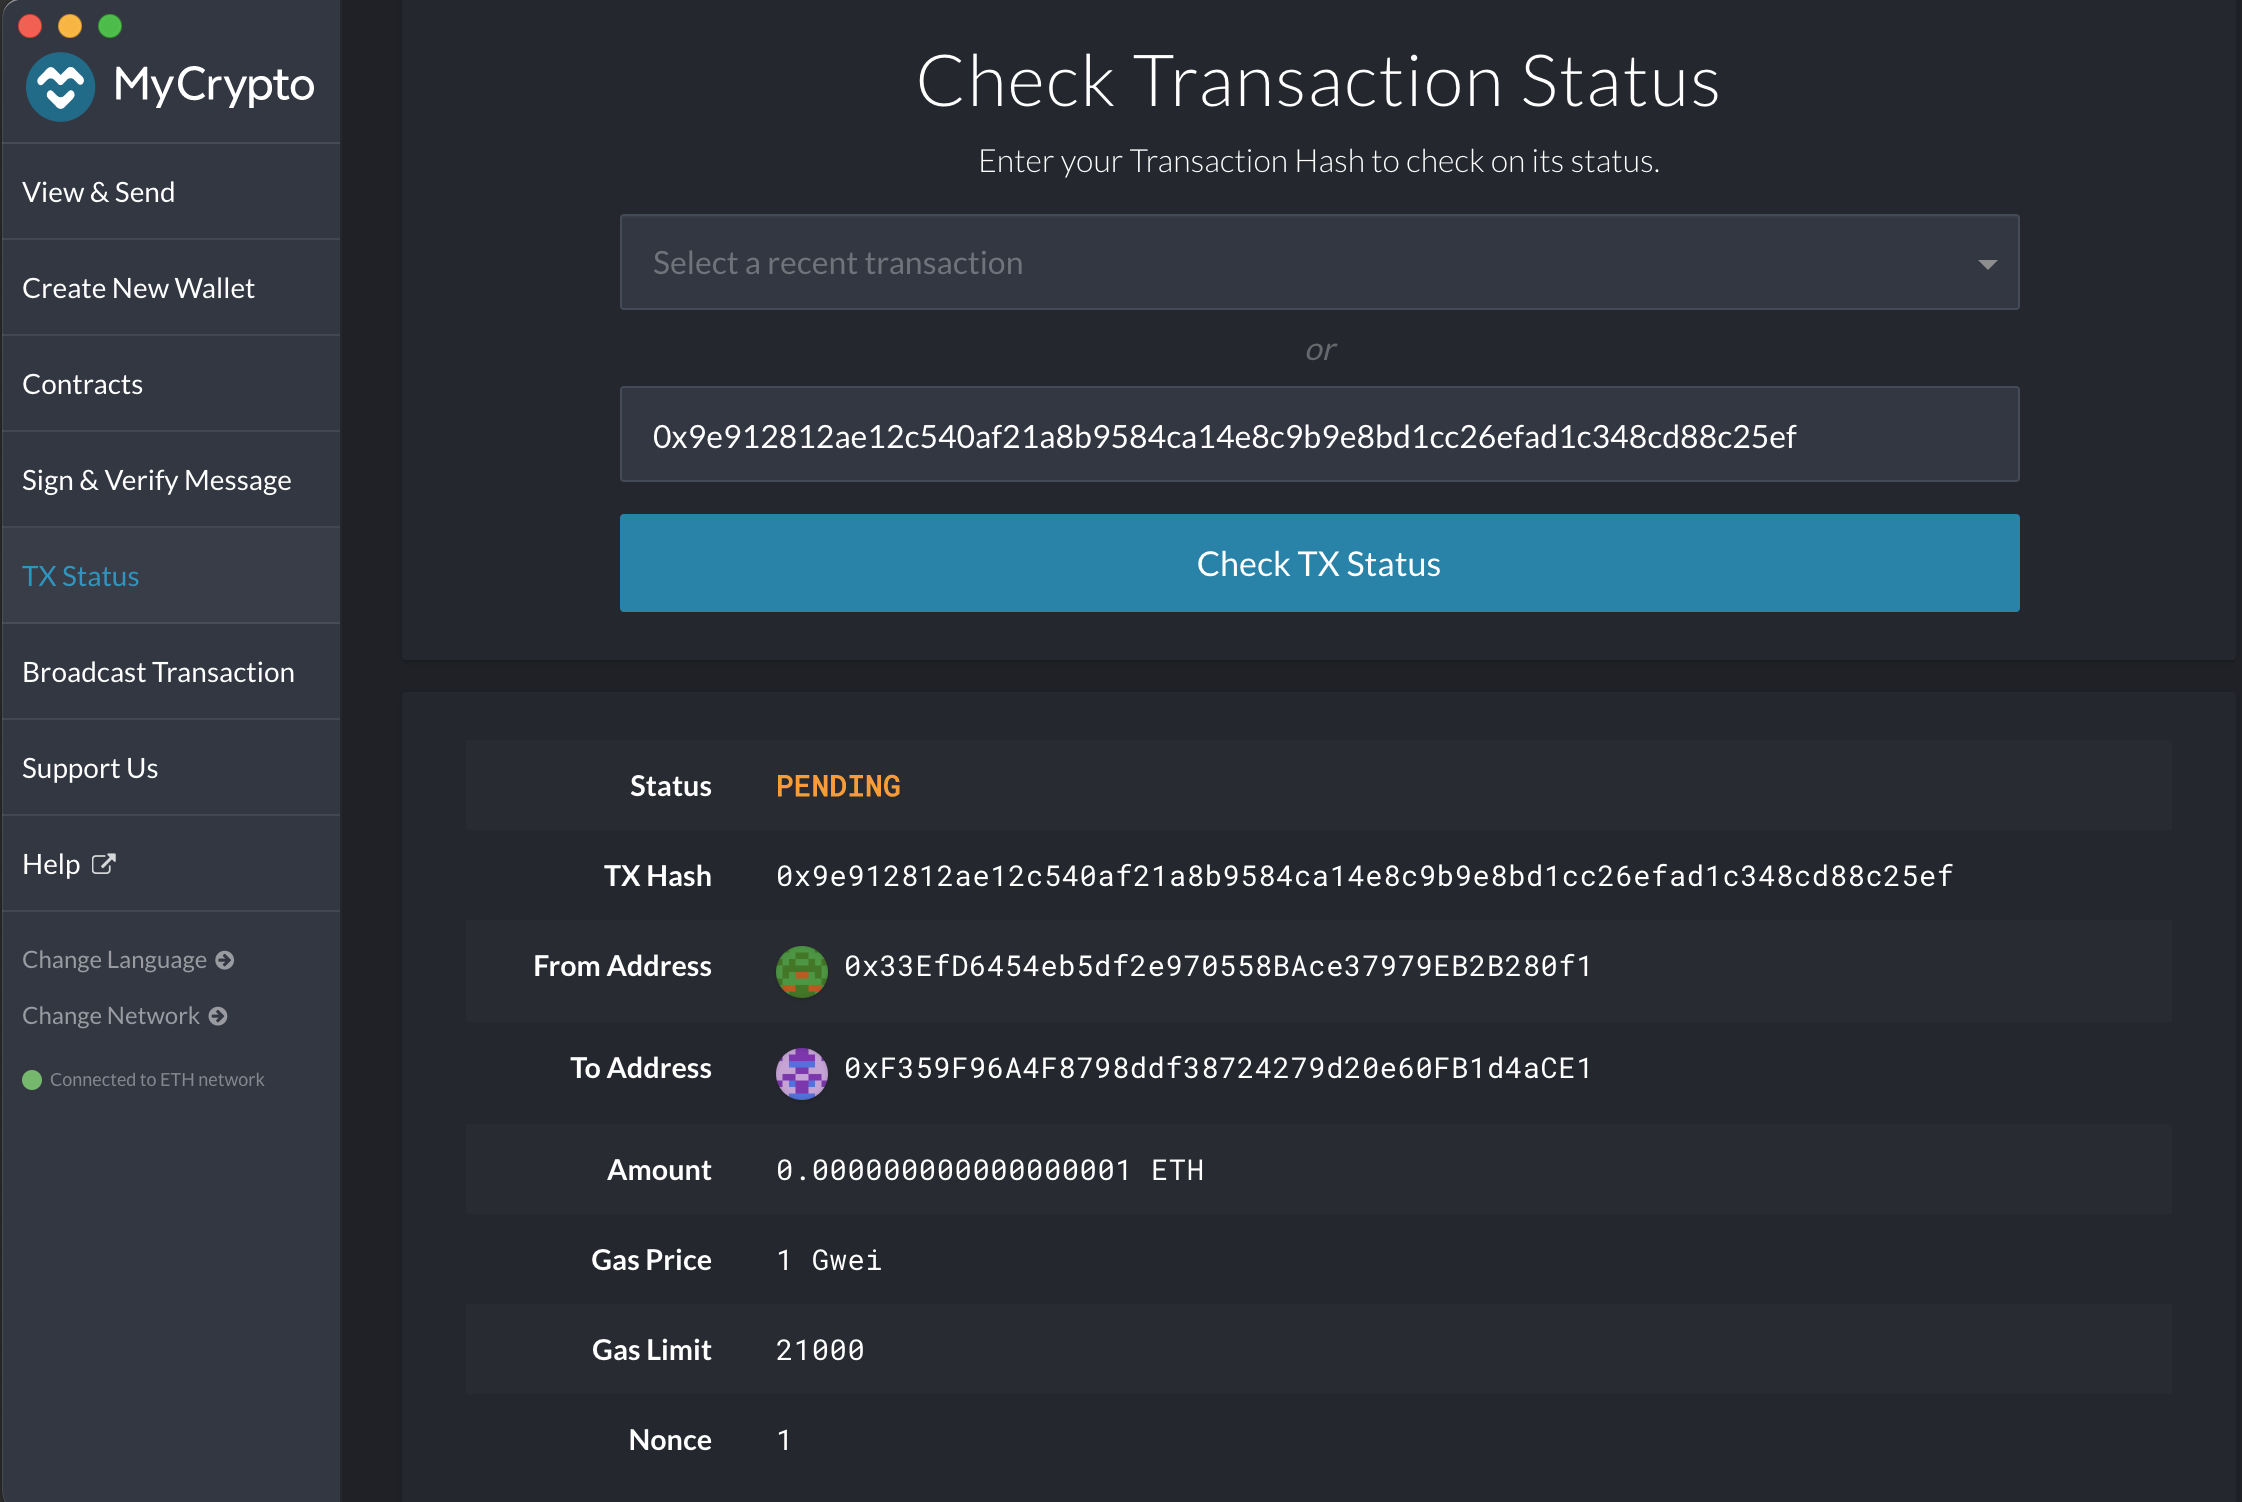 MyCrypto
View & Send
Create New Wallet
Contracts
Sign & Verify Message
TX Status
Broadcast Transaction
Support Us
Help
Change Language
Change Network
Connected to ETH network
Check Transaction Status
Enter your Transaction Hash to check on its status.
Select a recent transaction
or
0x9e912812ae12c540af21a8b9584ca14e8c9b9e8bd1cc26efad1c348cd88c25ef
Check TX Status
Status PENDING
TX Hash 0x9e912812ae12c540af21a8b9584ca14e8c9b9e8bd1cc26efad1c348cd88c25ef
From Address 0x33EfD6454eb5df2e970558BAce37979EB2B280f1
To Address 0xF359F96A4F8798ddf38724279d20e60FB1d4aCE1
Amount 0.000000000000000001 ETH
Gas Price 1 Gwei
Gas Limit 21000
Nonce 1